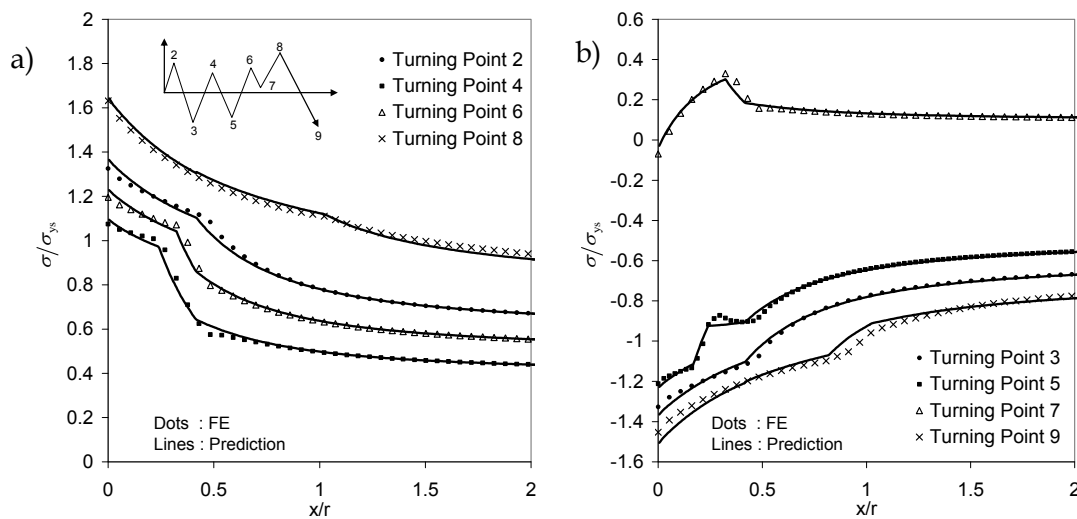 a)
2
1.8
1.6
1.4
1.2
1
0.8
0.6
0.4
0.2
0
0
0.5
1
1.5
2
x/r
σ/σys
2
3
4
5
6
7
8
9
Turning Point 2
Turning Point 4
Turning Point 6
Turning Point 8
Dots : FE
Lines : Prediction
b)
0.6
0.4
0.2
0
-0.2
-0.4
-0.6
-0.8
-1
-1.2
-1.4
-1.6
0
0.5
1
1.5
2
x/r
σ/σys
Turning Point 3
Turning Point 5
Turning Point 7
Turning Point 9
Dots : FE
Lines : Prediction